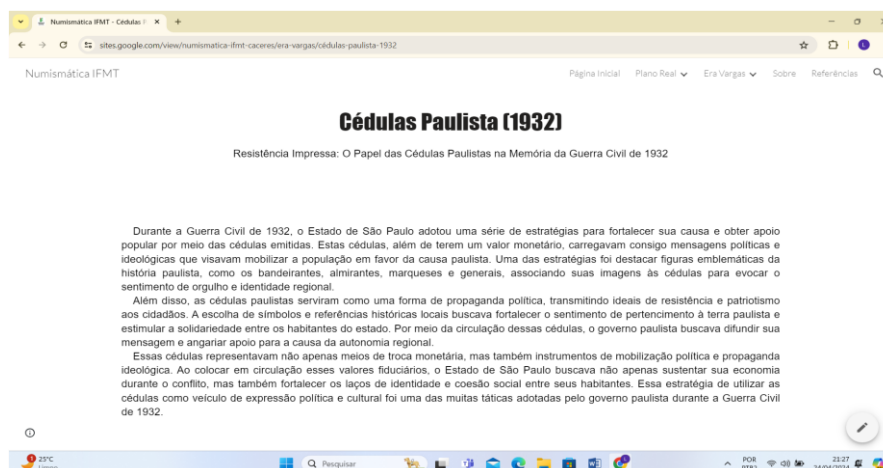 Numismática IFMT - Cédulas P
sites.google.com/view/numismatica-ifmt-caceres/era-vargas/cédulas-paulista-1932
Numismática IFMT
Página Inicial Plano Real Era Vargas Sobre Referências
Cédulas Paulista (1932)
Resistência Impressa: O Papel das Cédulas Paulistas na Memória da Guerra Civil de 1932
Durante a Guerra Civil de 1932, o Estado de São Paulo adotou uma série de estratégias para fortalecer sua causa e obter apoio
popular por meio das cédulas emitidas. Estas cédulas, além de terem um valor monetário, carregavam consigo mensagens políticas e
ideológicas que visavam mobilizar a população em favor da causa paulista. Uma das estratégias foi destacar figuras emblemáticas da
história paulista, como os bandeirantes, almirantes, marqueses e generais, associando suas imagens às cédulas para evocar o
sentimento de orgulho e identidade regional.
Além disso, as cédulas paulistas serviram como uma forma de propaganda política, transmitindo ideais de resistência e patriotismo
aos cidadãos. A escolha de símbolos e referências históricas locais buscava fortalecer o sentimento de pertencimento à terra paulista e
estimular a solidariedade entre os habitantes do estado. Por meio da circulação dessas cédulas, o governo paulista buscava difundir sua
mensagem e angariar apoio para a causa da autonomia regional.
Essas cédulas representavam não apenas meios de troca monetária, mas também instrumentos de mobilização política e propaganda
ideológica. Ao colocar em circulação esses valores fiduciários, o Estado de São Paulo buscava não apenas sustentar sua economia
durante o conflito, mas também fortalecer os laços de identidade e coesão social entre seus habitantes. Essa estratégia de utilizar as
cédulas como veículo de expressão política e cultural foi uma das muitas táticas adotadas pelo governo paulista durante a Guerra Civil
de 1932.
25°C
Pesquisar
POR
21:27
24/04/2024